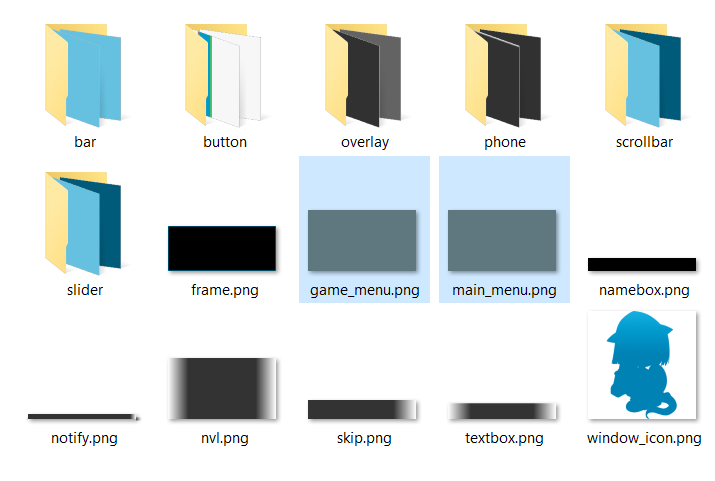 bar
button
overlay
phone
scrollbar
slider
frame.png
game_menu.png
main_menu.png
namebox.png
notify.png
nvl.png
skip.png
textbox.png
window_icon.png